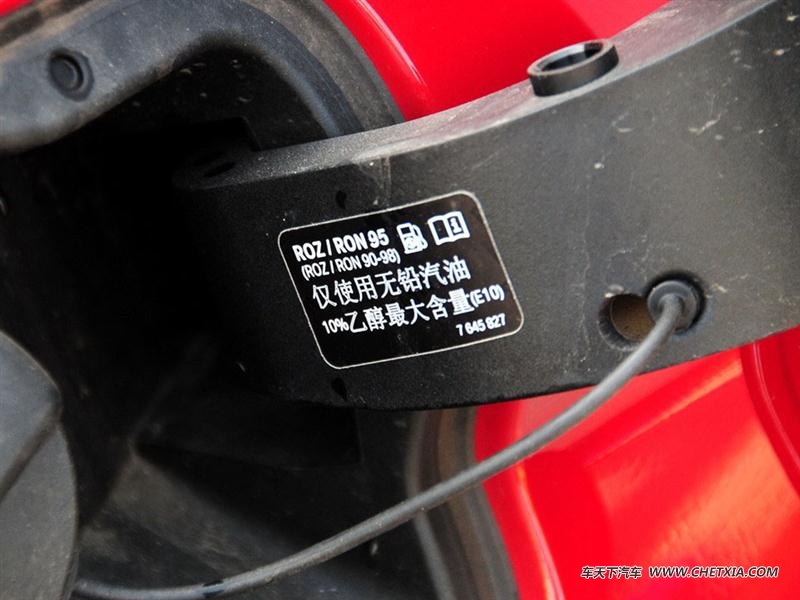 ROZ/RON 95
(ROZ/RON 90-98)
仅使用无铅汽油
10%乙醇最大含量(E10)
7 645 827
车天下汽车 WWW.CHETXIA.COM